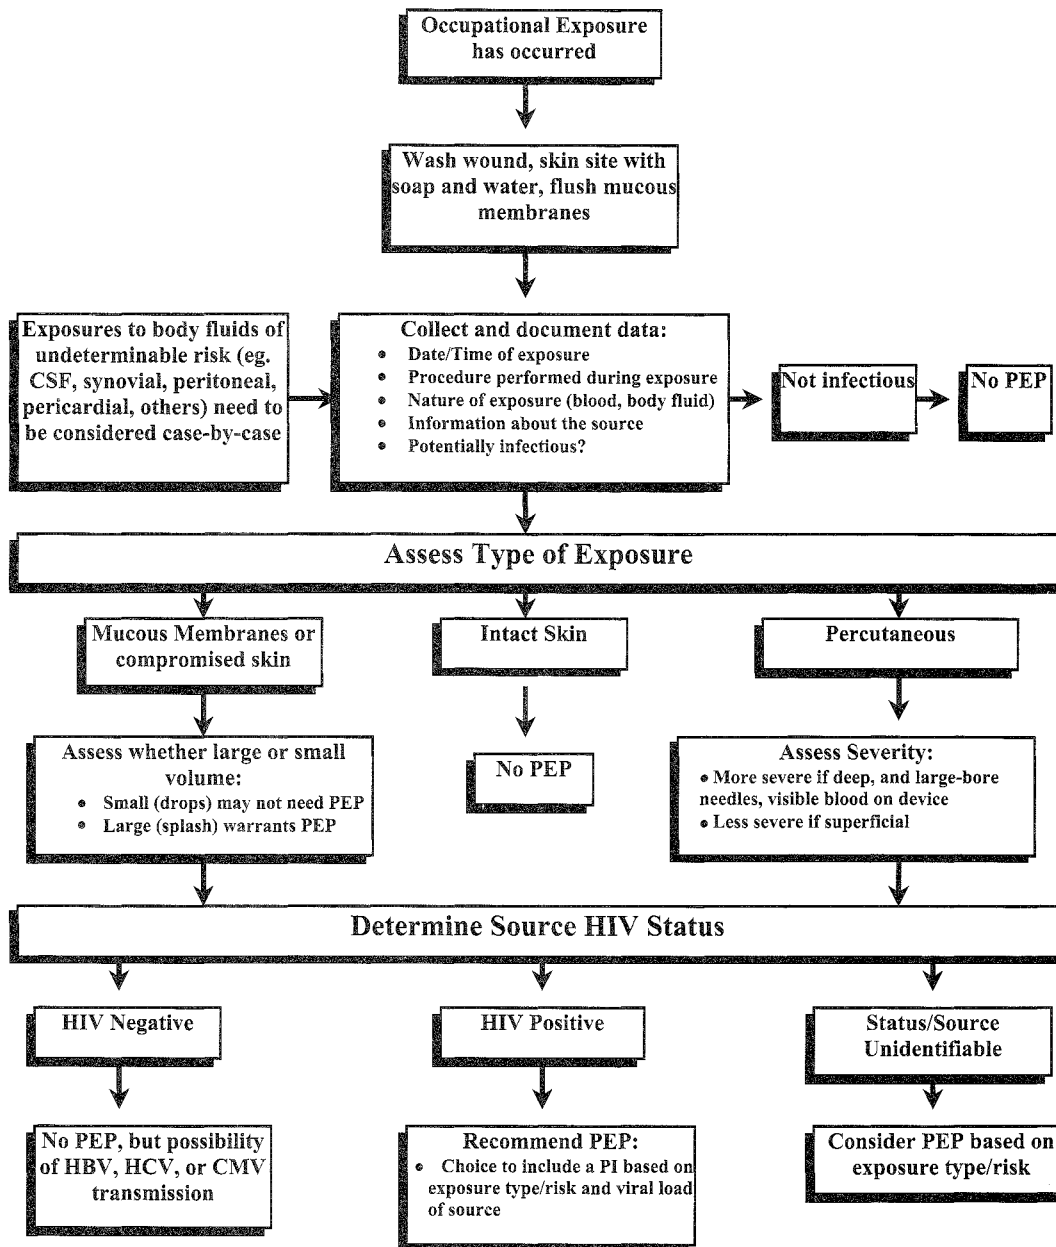 Occupational Exposure
has occurred
Wash wound, skin site with
soap and water, flush mucous
membranes
Exposures to body fluids of
undeterminable risk (eg.
CSF, synovial, peritoneal,
pericardial, others) need to
be considered case-by-case
Collect and document data:
• Date/Time of exposure
• Procedure performed during exposure
• Nature of exposure (blood, body fluid)
• Information about the source
• Potentially infectious?
Not infectious
No PEP
Assess Type of Exposure
Mucous Membranes or
compromised skin
Intact Skin
Percutaneous
Assess whether large or small
volume:
• Small (drops) may not need PEP
• Large (splash) warrants PEP
No PEP
Assess Severity:
• More severe if deep, and large-bore
needles, visible blood on device
• Less severe if superficial
Determine Source HIV Status
HIV Negative
HIV Positive
Status/Source
Unidentifiable
No PEP, but possibility
of HBV, HCV, or CMV
transmission
Recommend PEP:
• Choice to include a PI based on
exposure type/risk and viral load
of source
Consider PEP based on
exposure type/risk